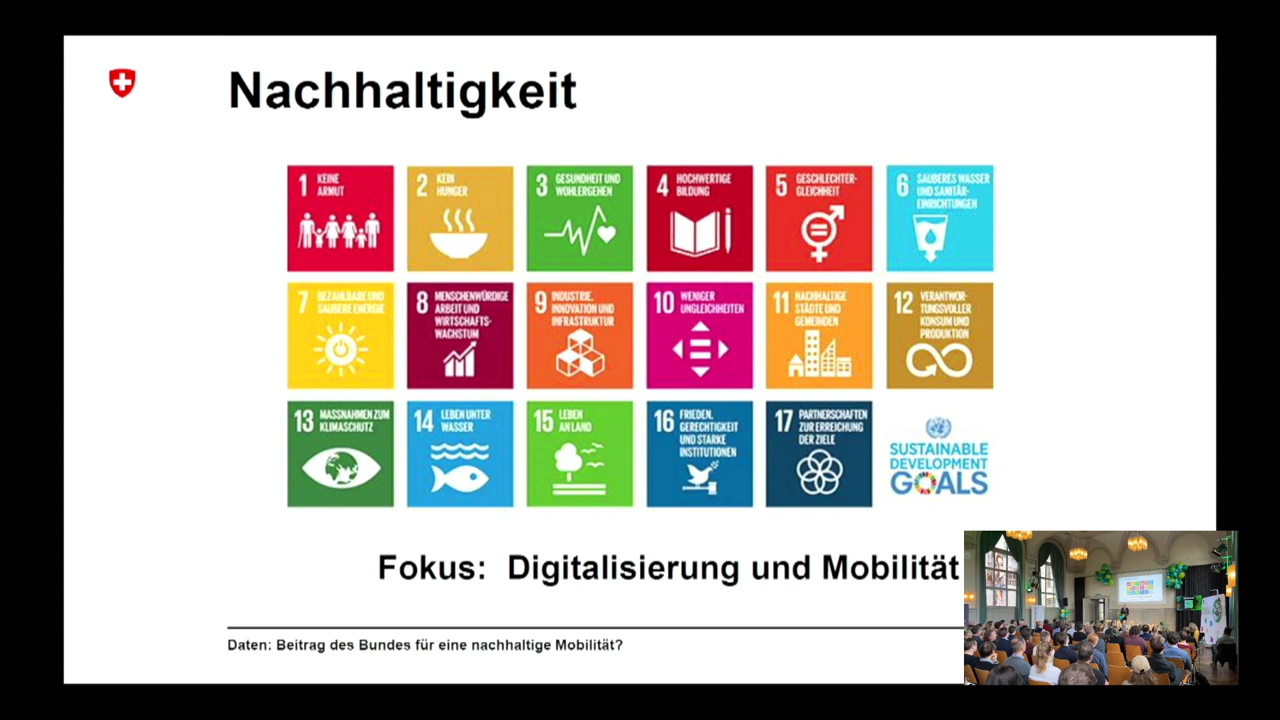 Nachhaltigkeit
1 KEINE
ARMUT
2 KEIN
HUNGER
3 GESUNDHEIT UND
WOHLERGEHEN
4 HOCHWERTIGE
BILDUNG
5 GESCHLECHTER-
GLEICHHEIT
6 SAUBERES WASSER
UND SANITÄR-
EINRICHTUNGEN
7 BEZAHLBARE UND
SAUBERE ENERGIE
8 MENSCHENWÜRDIGE
ARBEIT UND
WIRTSCHAFTS-
WACHSTUM
9 INDUSTRIE,
INNOVATION UND
INFRASTRUKTUR
10 WENIGER
UNGLEICHHEITEN
11 NACHHALTIGE
STÄDTE UND
GEMEINDEN
12 VERANTWOR-
TUNGSVOLLER
KONSUM UND
PRODUKTION
13 MASSNAHMEN ZUM
KLIMASCHUTZ
14 LEBEN UNTER
WASSER
15 LEBEN
AN LAND
16 FRIEDEN,
GERECHTIGKEIT
UND STARKE
INSTITUTIONEN
17 PARTNERSCHAFTEN
ZUR ERREICHUNG
DER ZIELE
SUSTAINABLE
DEVELOPMENT
GOALS
Fokus: Digitalisierung und Mobilität
Daten: Beitrag des Bundes für eine nachhaltige Mobilität?